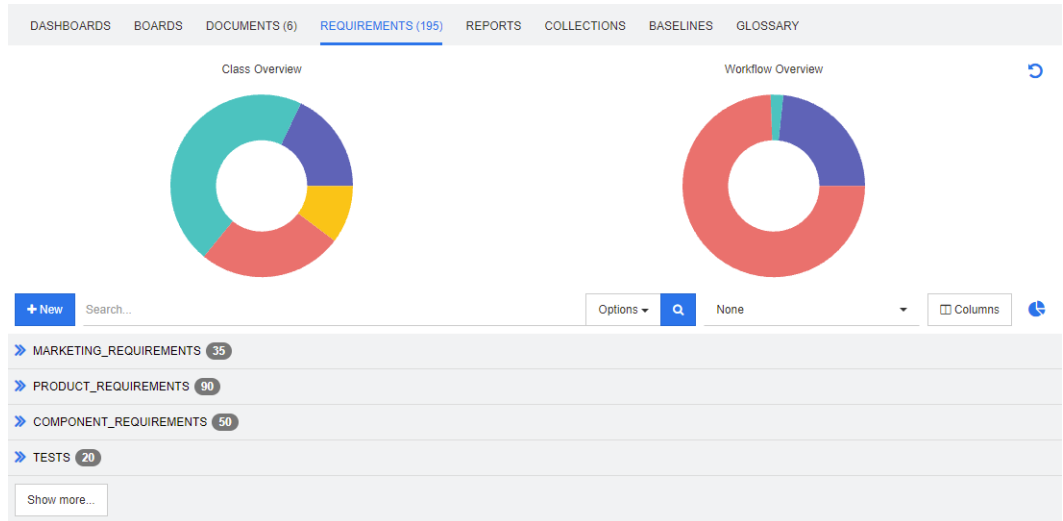 DASHBOARDS BOARDS DOCUMENTS (6) REQUIREMENTS (195) REPORTS COLLECTIONS BASELINES GLOSSARY
Class Overview Workflow Overview
New Search... Options None Columns
MARKETING_REQUIREMENTS 35
PRODUCT_REQUIREMENTS 90
COMPONENT_REQUIREMENTS 50
TESTS 20
Show more...